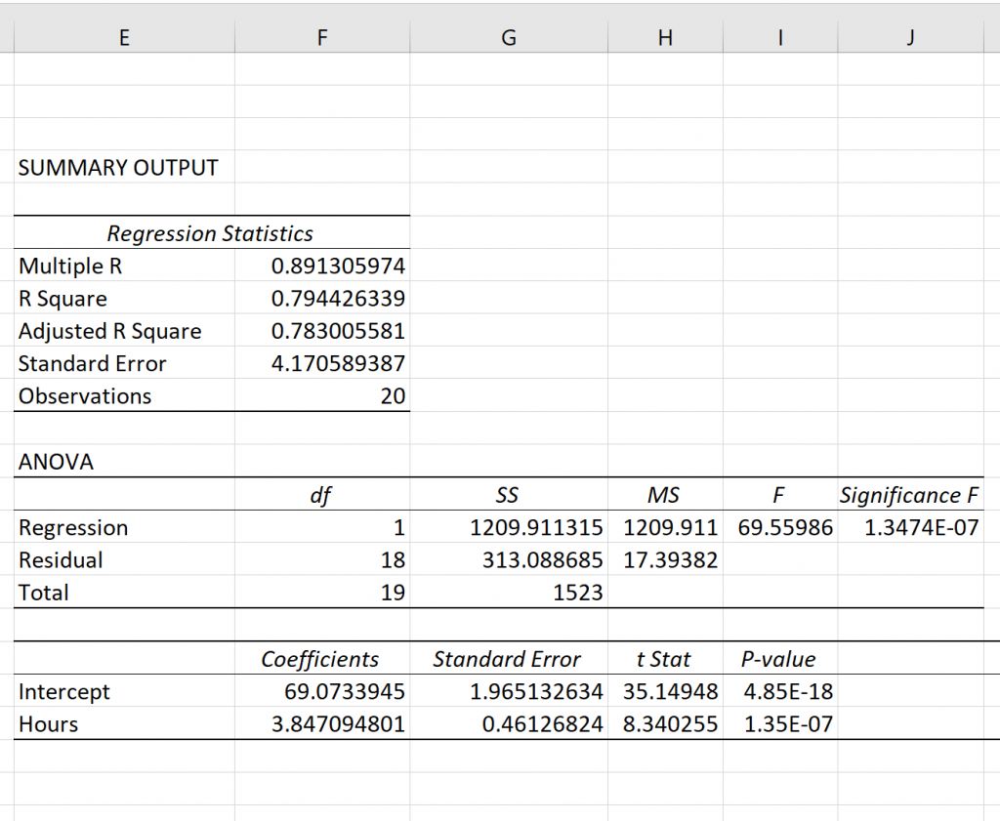 E F G H I J
SUMMARY OUTPUT
Regression Statistics
Multiple R 0.891305974
R Square 0.794426339
Adjusted R Square 0.783005581
Standard Error 4.170589387
Observations 20
ANOVA
df SS MS F Significance F
Regression 1 1209.911315 1209.911 69.55986 1.3474E-07
Residual 18 313.088685 17.39382
Total 19 1523
Coefficients Standard Error t Stat P-value
Intercept 69.0733945 1.965132634 35.14948 4.85E-18
Hours 3.847094801 0.46126824 8.340255 1.35E-07